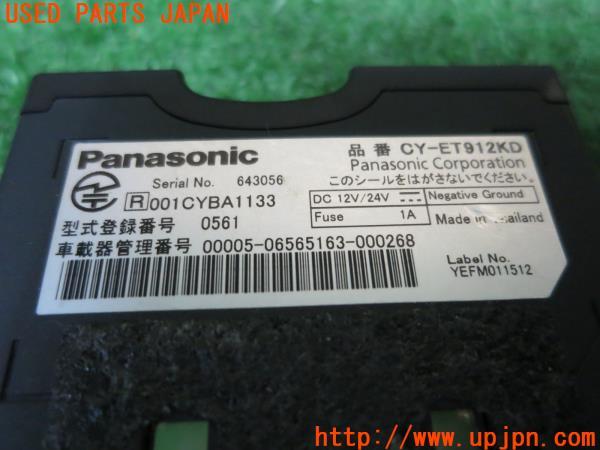 USED PARTS JAPAN
Panasonic
品 番 CY-ET912KD
Panasonic Corporation
Serial No. 643056
このシールをはがさないでください。
R 001CYBA1133
DC 12V/24V Negative Ground
Fuse 1A
Made in Thailand
型式登録番号 0561
車載器管理番号 00005-06565163-000268
Label No.
YEFM011512
http://www.upjpn.com/